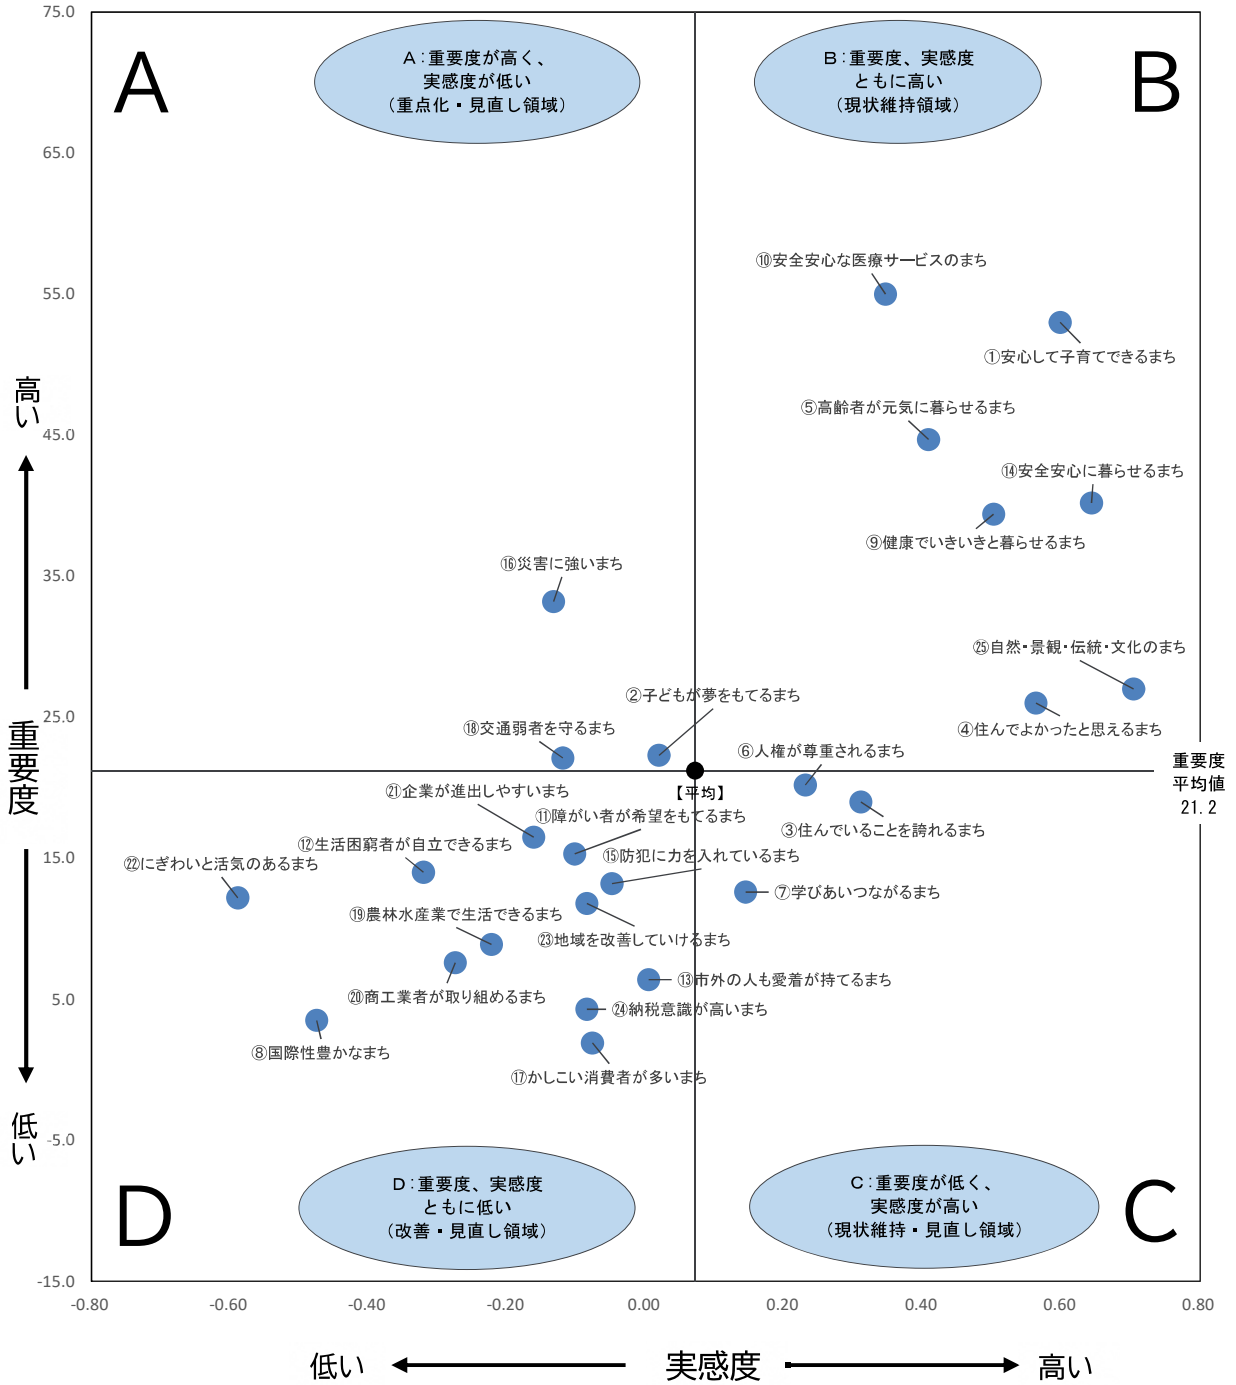 75.0
65.0
55.0
45.0
35.0
25.0
15.0
5.0
-5.0
-15.0
高い
重要度
低い
A
A：重要度が高く、
実感度が低い
（重点化・見直し領域）
B：重要度、実感度
ともに高い
（現状維持領域）
B
⑩安全安心な医療サービスのまち
①安心して子育てできるまち
⑤高齢者が元気に暮らせるまち
⑭安全安心に暮らせるまち
⑨健康でいきいきと暮らせるまち
⑯災害に強いまち
㉕自然・景観・伝統・文化のまち
②子どもが夢をもてるまち
④住んでよかったと思えるまち
⑱交通弱者を守るまち
⑥人権が尊重されるまち
重要度
平均値
21.2
【平均】
㉑企業が進出しやすいまち
⑪障がい者が希望をもてるまち
③住んでいることを誇れるまち
⑫生活困窮者が自立できるまち
⑮防犯に力を入れているまち
㉒にぎわいと活気のあるまち
⑦学びあいつながるまち
⑲農林水産業で生活できるまち
㉓地域を改善していけるまち
⑬市外の人も愛着が持てるまち
⑳商工業者が取り組めるまち
㉔納税意識が高いまち
⑧国際性豊かなまち
⑰かしこい消費者が多いまち
D
D：重要度、実感度
ともに低い
（改善・見直し領域）
C：重要度が低く、
実感度が高い
（現状維持・見直し領域）
C
-0.80
-0.60
-0.40
-0.20
0.00
0.20
0.40
0.60
0.80
低い
実感度
高い